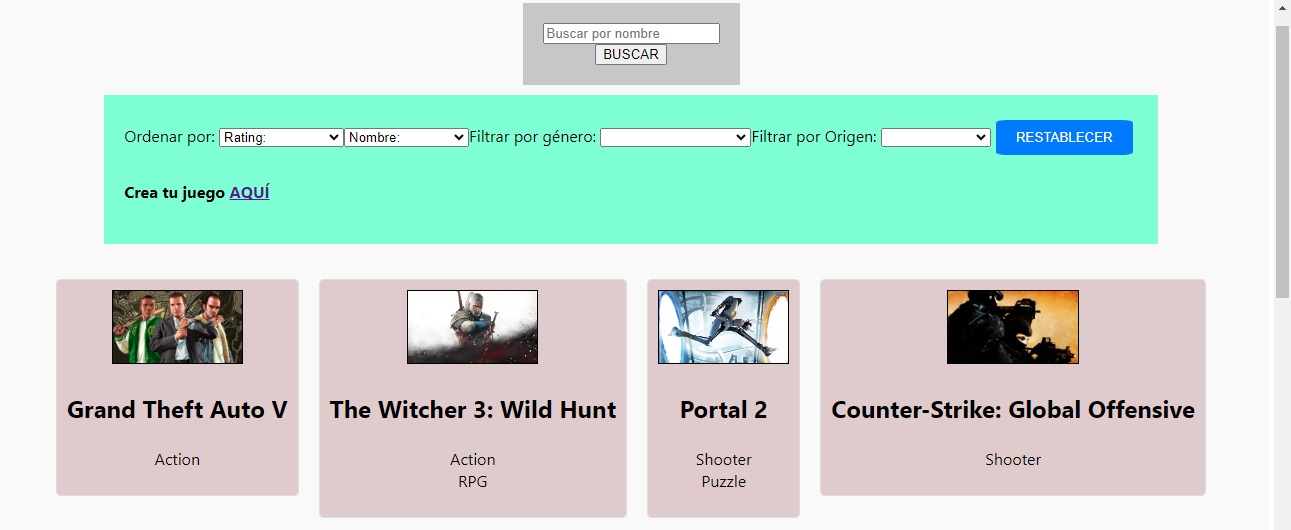 Buscar por nombre
BUSCAR
Ordenar por: Rating: Nombre: Filtrar por género: Filtrar por Origen: RESTABLECER
Crea tu juego AQUÍ
Grand Theft Auto V
Action
The Witcher 3: Wild Hunt
Action
RPG
Portal 2
Shooter
Puzzle
Counter-Strike: Global Offensive
Shooter